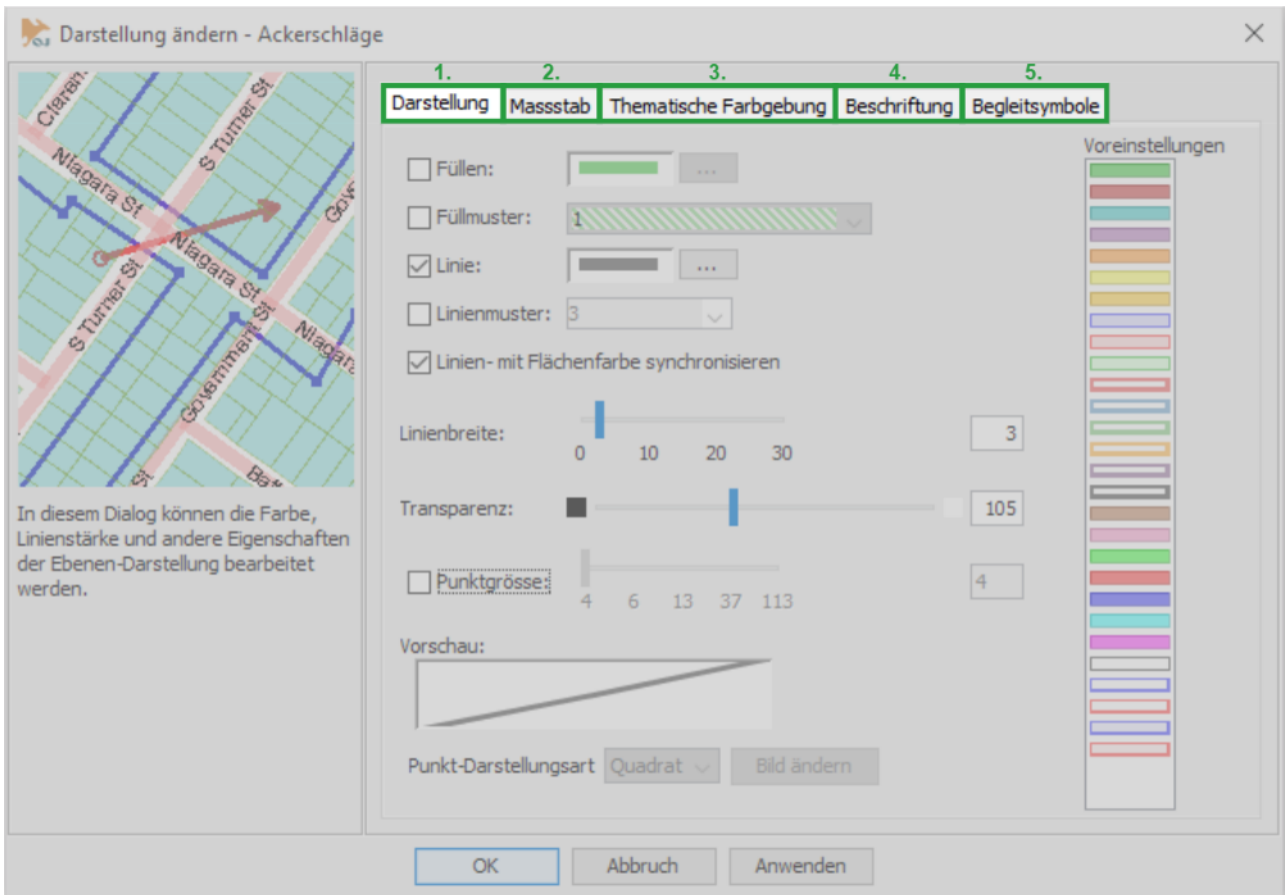 Darstellung ändern - Ackerschläge
1. 2. 3. 4. 5.
Darstellung Massstab Thematische Farbgebung Beschriftung Begleitsymbole
S Turner St
Niagara St
Niagara St
S Turner St
Government St
St
In diesem Dialog können die Farbe,
Linienstärke und andere Eigenschaften
der Ebenen-Darstellung bearbeitet
werden.
Voreinstellungen
Füllen: ...
Füllmuster: 1
Linie: ...
Linienmuster: 3
Linien- mit Flächenfarbe synchronisieren
Linienbreite: 3
0 10 20 30
Transparenz: 105
Punktgrösse: 4
4 6 13 37 113
Vorschau:
Punkt-Darstellungsart Quadrat Bild ändern
OK Abbruch Anwenden